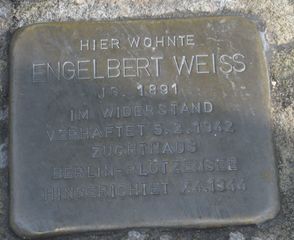 HIER WOHNTE
ENGELBERT WEISS
JG. 1891
IM WIDERSTAND
VERHAFTET 5.2.1942
ZUCHTHAUS
BERLIN-PLÖTZENSEE
HINGERICHTET